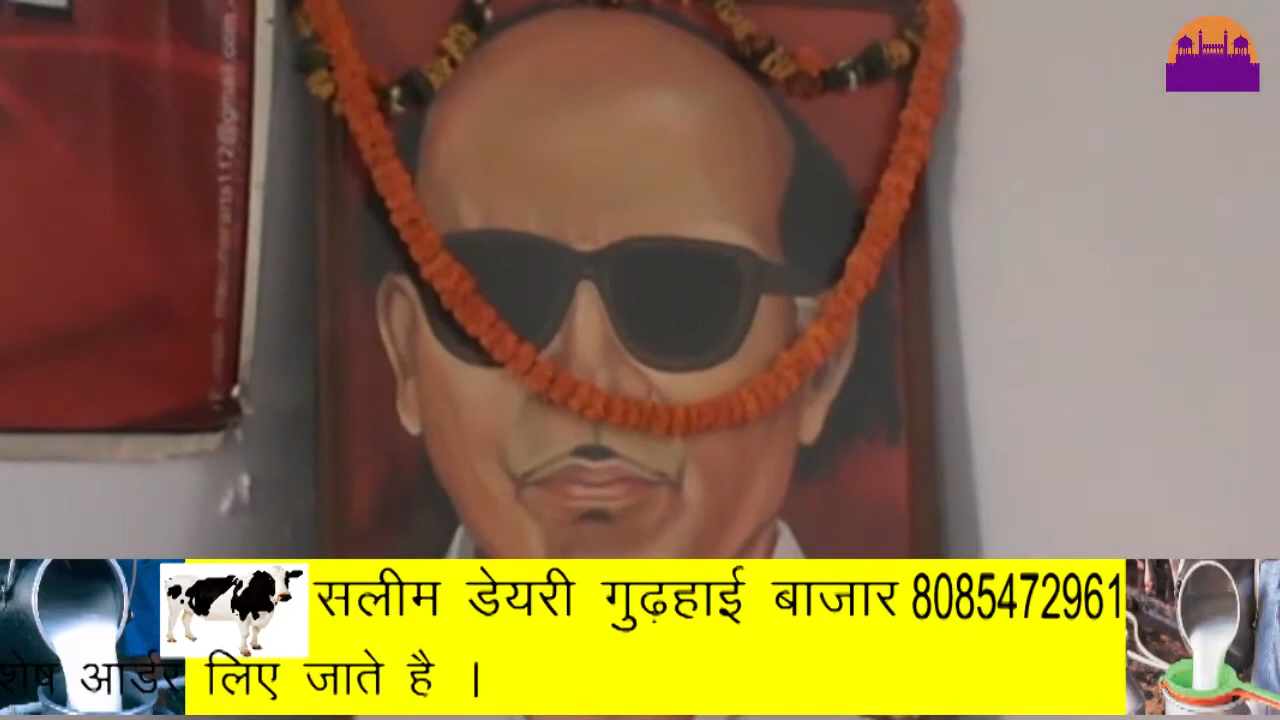 सलीम डेयरी गुढ़हाई बाजार 8085472961
आर्डर लिए जाते है ।